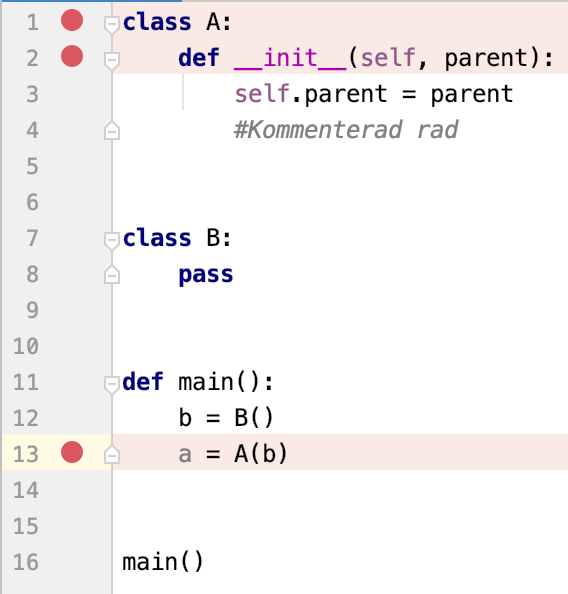 1 class A:
2     def __init__(self, parent):
3         self.parent = parent
4         #Kommenterad rad
5
6
7 class B:
8     pass
9
10
11 def main():
12     b = B()
13     a = A(b)
14
15
16 main()